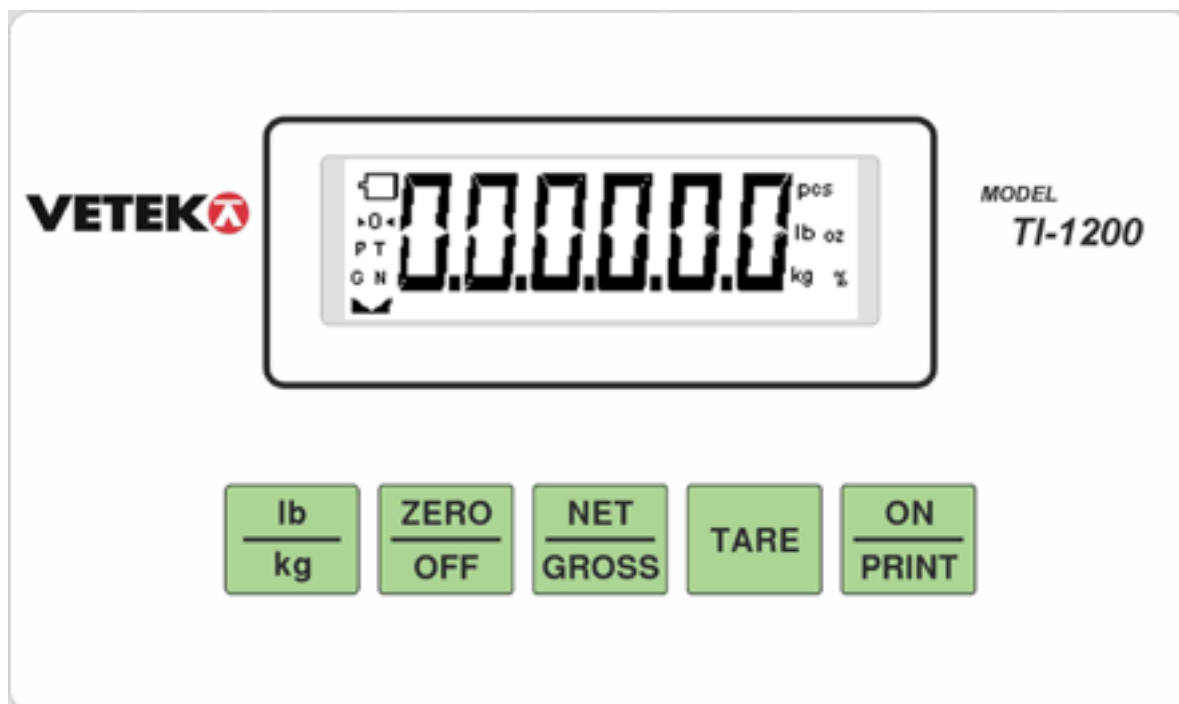 VETEK
MODEL
TI-1200
0.0.0.0.0.0
pcs
▸0◂
lb oz
P T
G N
kg %
lb
kg
ZERO
OFF
NET
GROSS
TARE
ON
PRINT